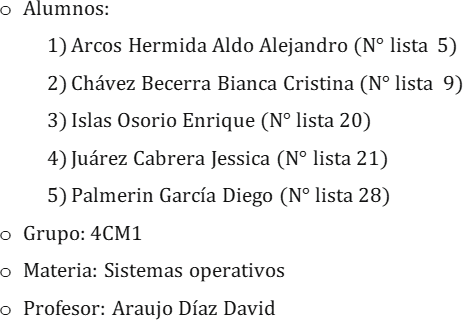 o Alumnos:
1) Arcos Hermida Aldo Alejandro (N° lista 5)
2) Chávez Becerra Bianca Cristina (N° lista 9)
3) Islas Osorio Enrique (N° lista 20)
4) Juárez Cabrera Jessica (N° lista 21)
5) Palmerin García Diego (N° lista 28)
o Grupo: 4CM1
o Materia: Sistemas operativos
o Profesor: Araujo Díaz David